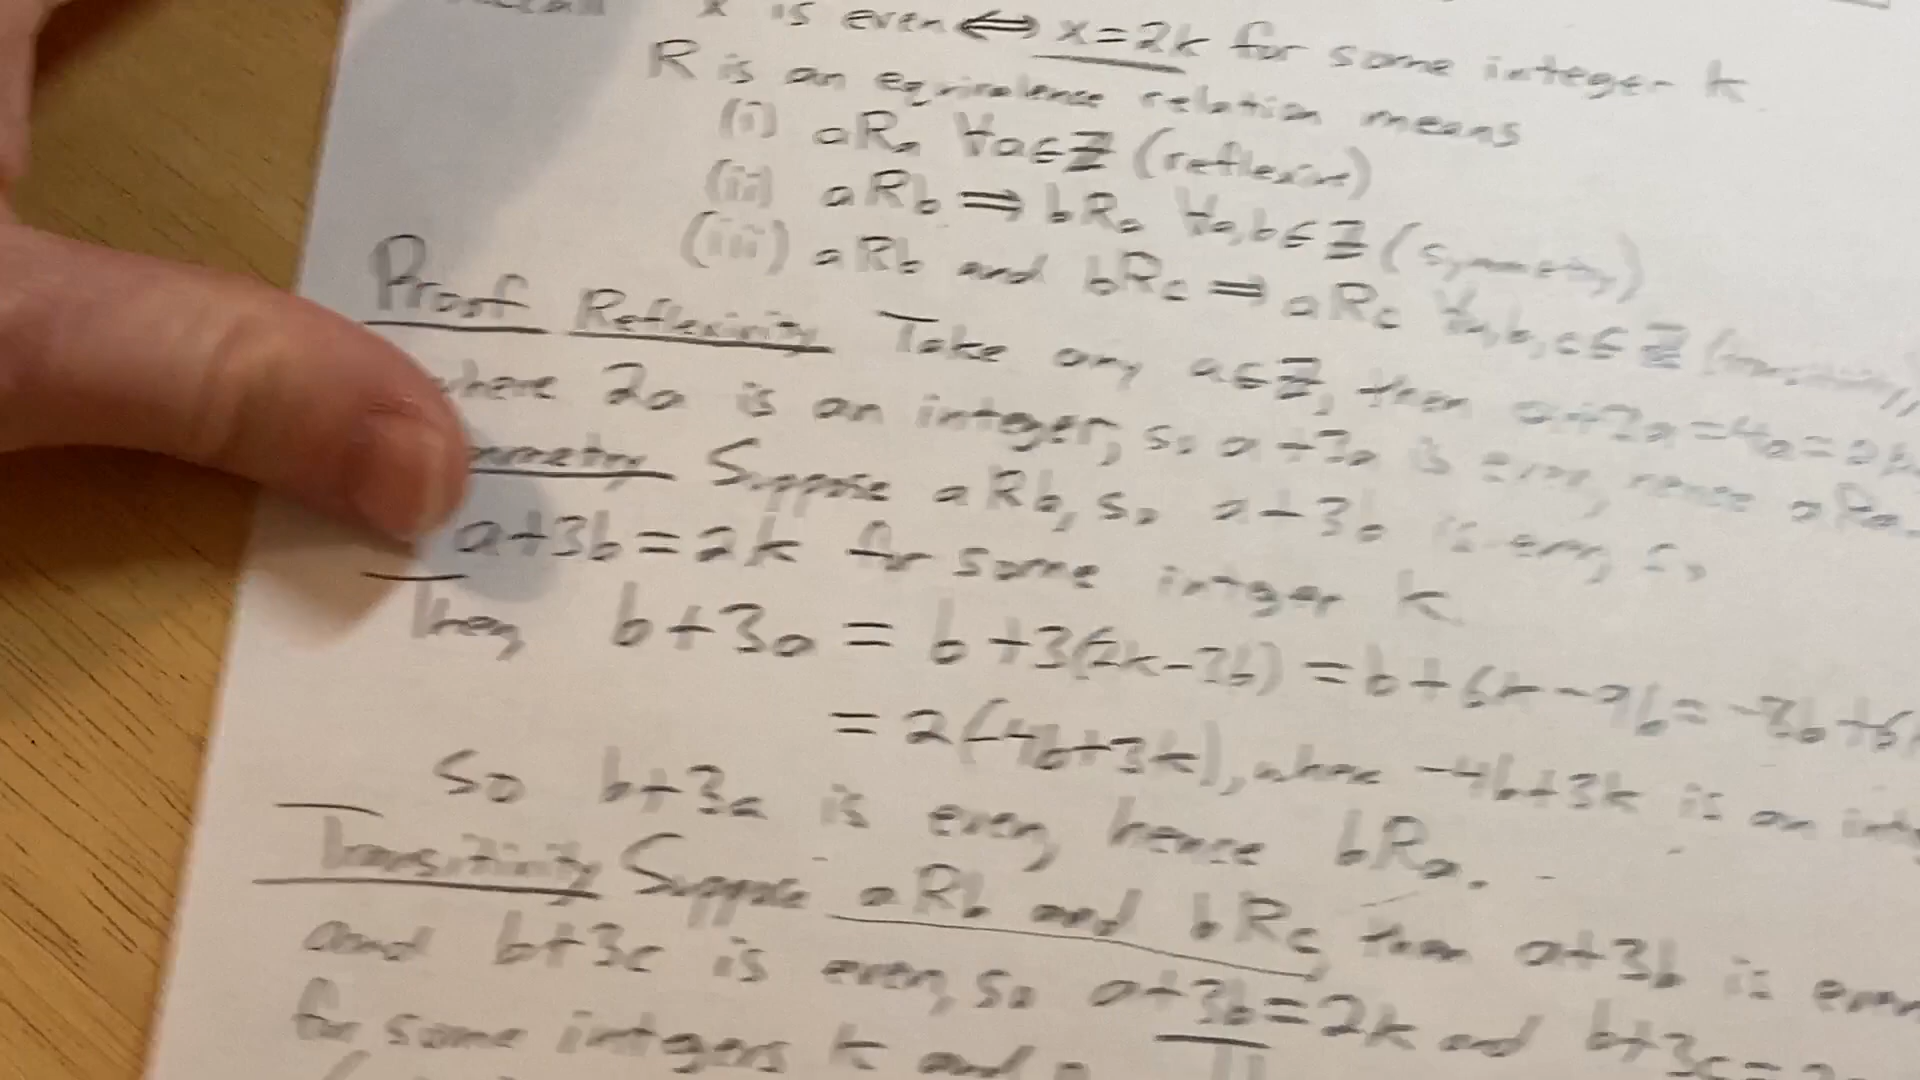 x is even ⟺ x=2k for some integer k
R is an equivalence relation means
(i) aRa ∀a∈ℤ (reflexive)
(ii) aRb ⟹ bRa ∀a,b∈ℤ (symmetry)
(iii) aRb and bRc ⟹ aRc ∀a,b,c∈ℤ (transitivity)
Proof Reflexivity Take any a∈ℤ, then a+3a=4a=2
where 2a is an integer, so a+3a is even, hence aRa.
Suppose aRb, so a+3b is even, so
a+3b=2k for some integer k
Then b+3a = b+3(2k-3b) = b+6k-9b=
= 2(-4b+3k), where -4b+3k is an
So b+3a is even, hence bRa.
Transitivity Suppose aRb and bRc, then a+3b is even
and b+3c is even, so a+3b=2k and b+3c=
for some integers k and